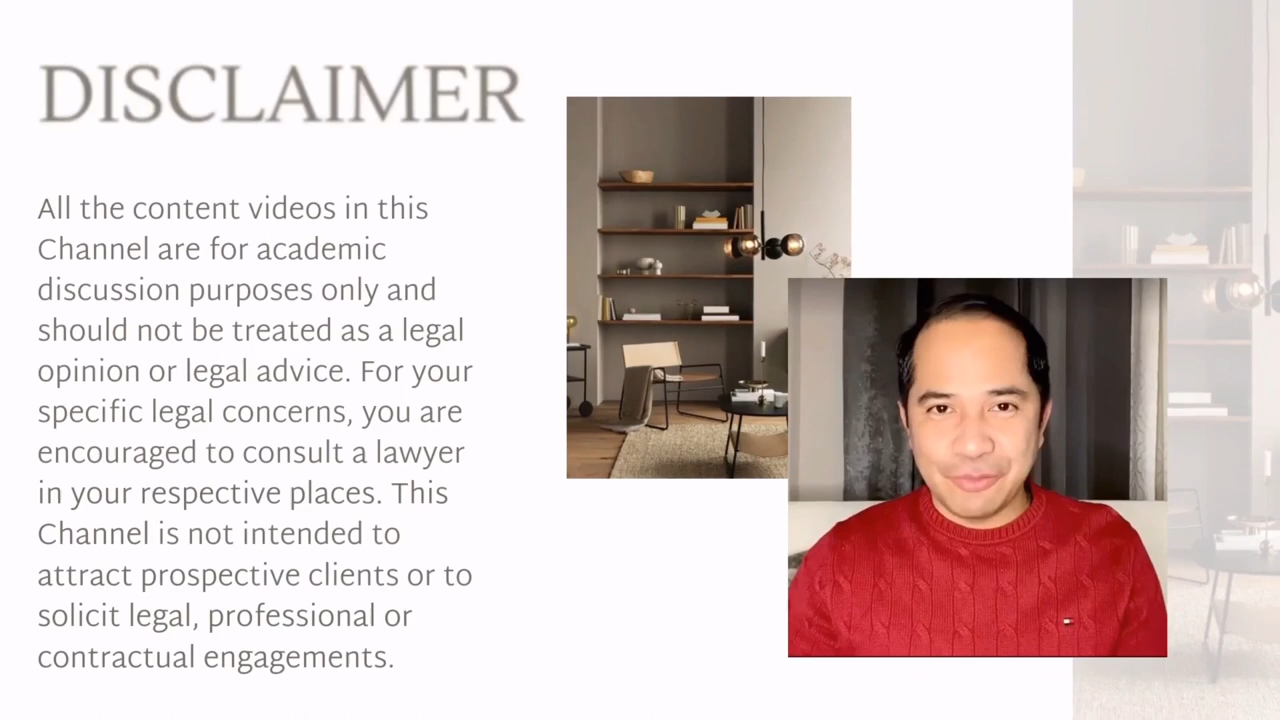 DISCLAIMER
All the content videos in this
Channel are for academic
discussion purposes only and
should not be treated as a legal
opinion or legal advice. For your
specific legal concerns, you are
encouraged to consult a lawyer
in your respective places. This
Channel is not intended to
attract prospective clients or to
solicit legal, professional or
contractual engagements.